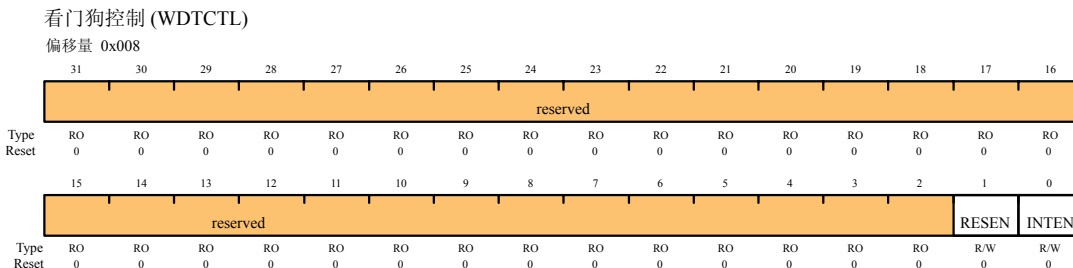 看门狗控制 (WDTCTL)
偏移量 0x008
31 30 29 28 27 26 25 24 23 22 21 20 19 18 17 16
reserved
Type RO RO RO RO RO RO RO RO RO RO RO RO RO RO RO RO
Reset 0 0 0 0 0 0 0 0 0 0 0 0 0 0 0 0
15 14 13 12 11 10 9 8 7 6 5 4 3 2 1 0
reserved RESEN INTEN
Type RO RO RO RO RO RO RO RO RO RO RO RO RO RO R/W R/W
Reset 0 0 0 0 0 0 0 0 0 0 0 0 0 0 0 0